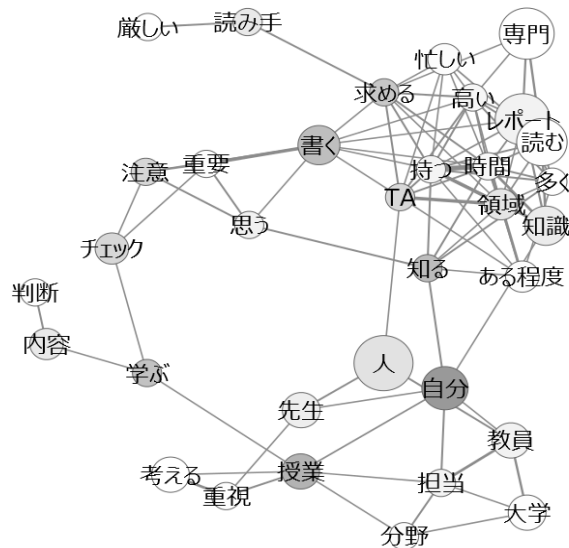 厳しい
読み手
専門
忙しい
求める
高い
レポート
書く
読む
注意
重要
持つ
時間
多く
TA
領域
知識
思う
チェック
知る
ある程度
判断
内容
人
学ぶ
自分
先生
教員
考える
授業
担当
重視
大学
分野